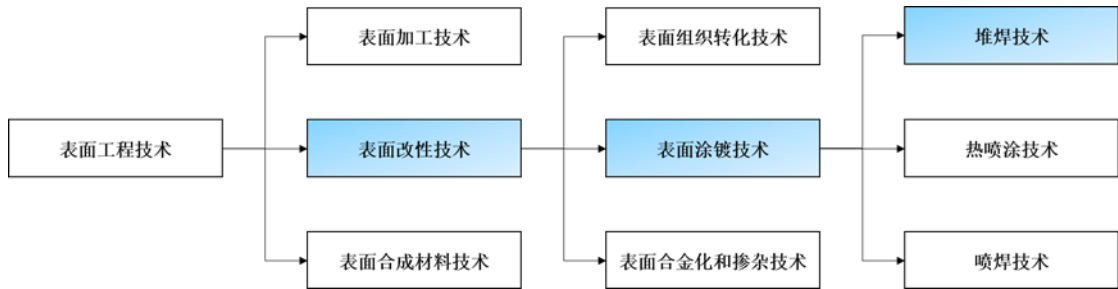 表面加工技术
表面组织转化技术
堆焊技术
表面工程技术
表面改性技术
表面涂镀技术
热喷涂技术
表面合成材料技术
表面合金化和掺杂技术
喷焊技术